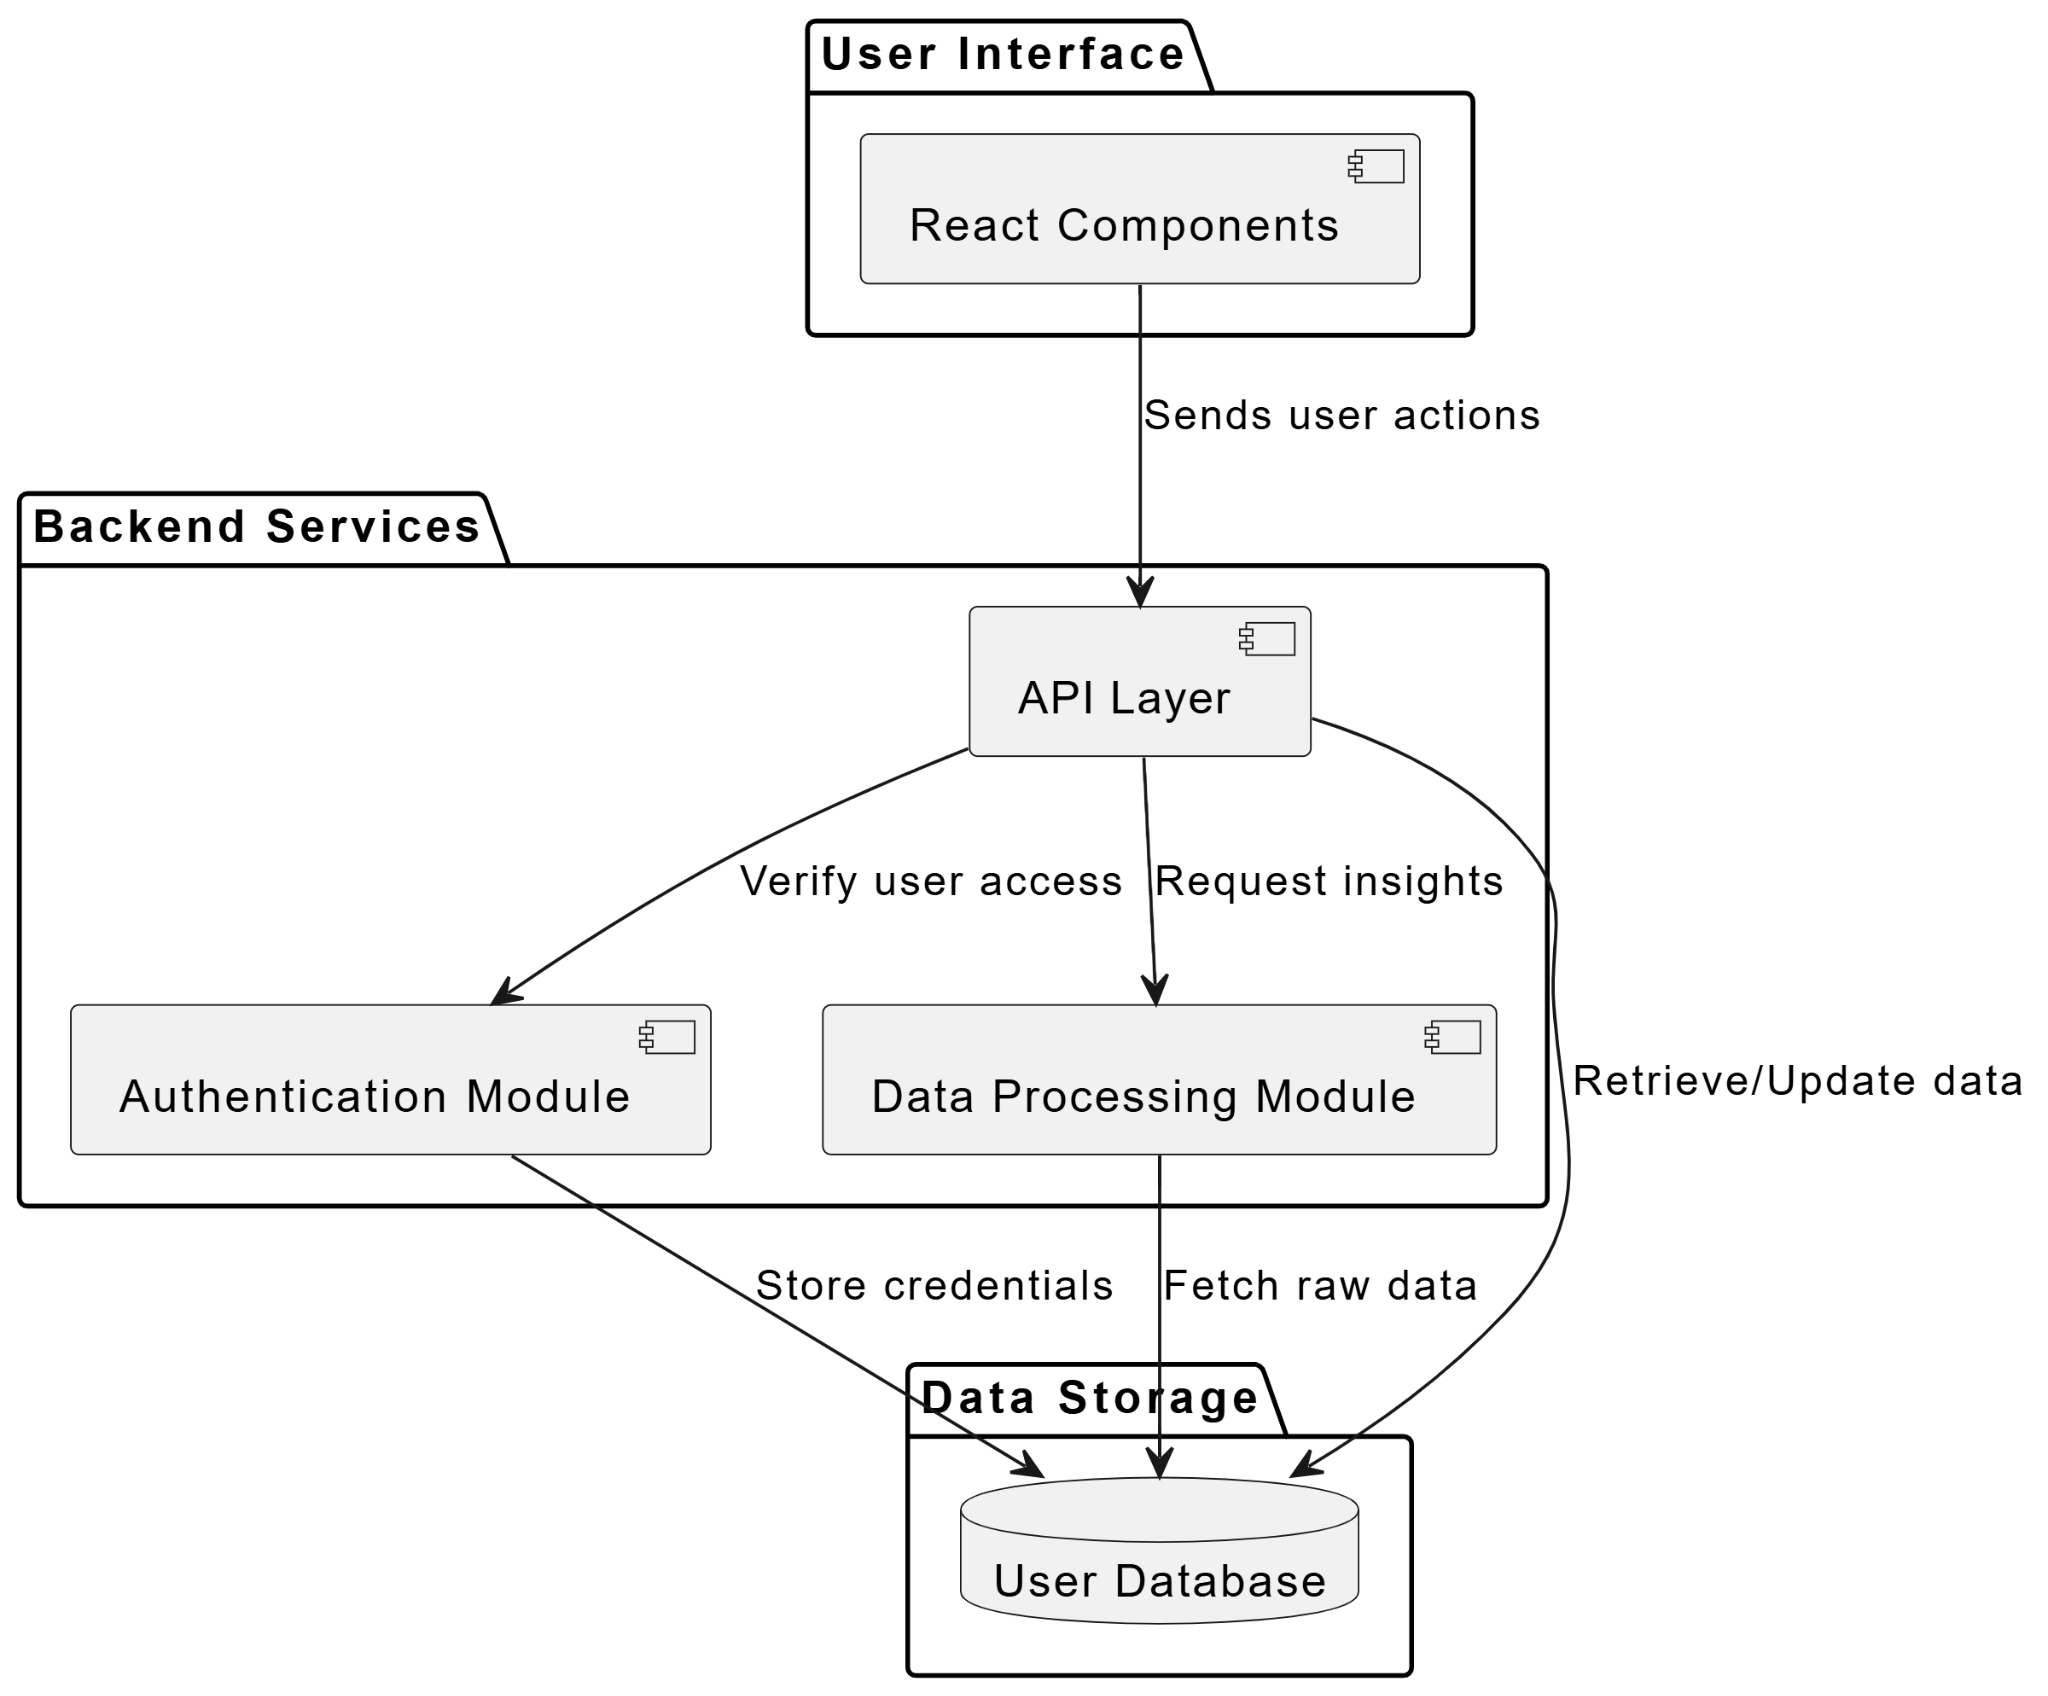 User Interface
React Components
Sends user actions
Backend Services
API Layer
Verify user access
Request insights
Authentication Module
Data Processing Module
Retrieve/Update data
Store credentials
Fetch raw data
Data Storage
User Database